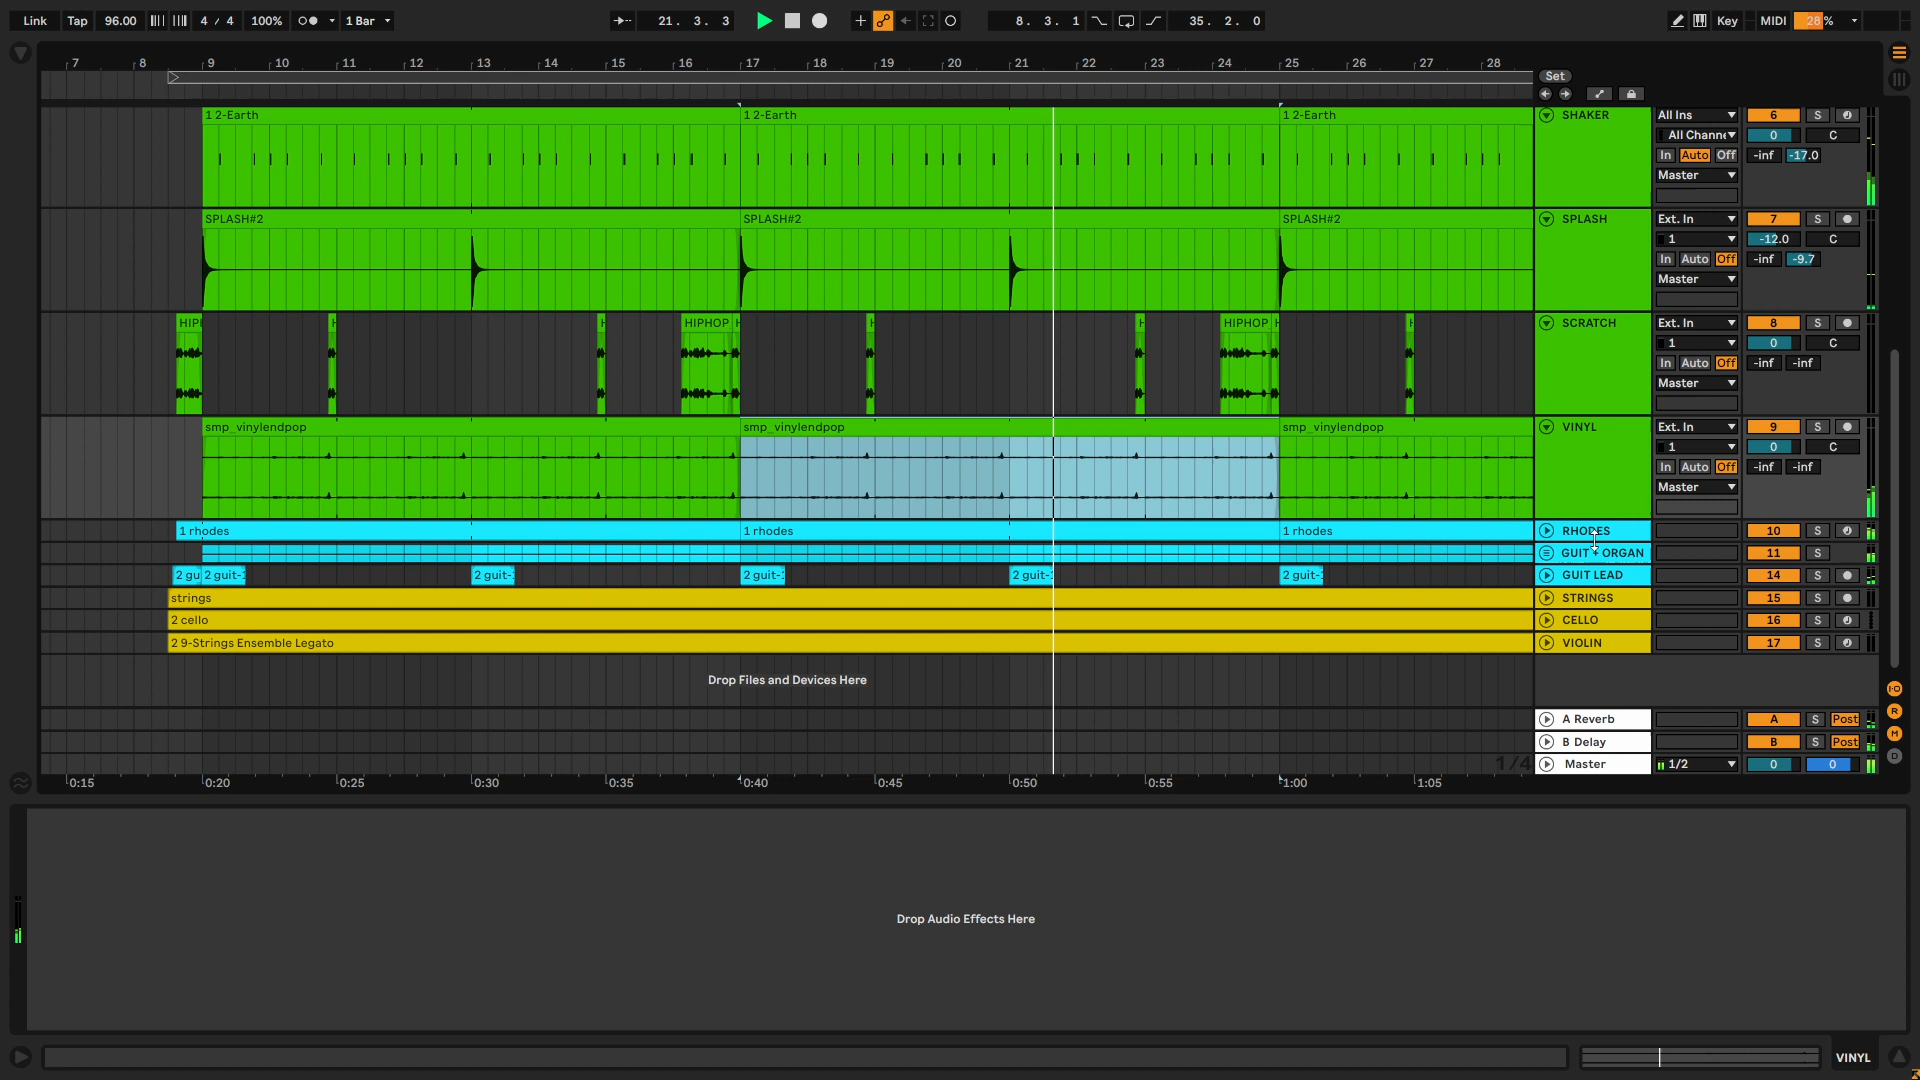 Link Tap 96.00 4 / 4 100% 1 Bar 21. 3. 3 8. 3. 1 35. 2. 0 Key MIDI 28 %
7 8 9 10 11 12 13 14 15 16 17 18 19 20 21 22 23 24 25 26 27 28
Set
1 2-Earth 1 2-Earth 1 2-Earth SHAKER All Ins 6 S
All Channe 0 C
In Auto Off -inf -17.0
Master
SPLASH#2 SPLASH#2 SPLASH#2 SPLASH Ext. In 7 S
1 -12.0 C
In Auto Off -inf -9.7
Master
HIPI H H HIPHOP H H H HIPHOP H H SCRATCH Ext. In 8 S
1 0 C
In Auto Off -inf -inf
Master
smp_vinylendpop smp_vinylendpop smp_vinylendpop VINYL Ext. In 9 S
1 0 C
In Auto Off -inf -inf
Master
1 rhodes 1 rhodes 1 rhodes RHODES 10 S
GUIT ORGAN 11 S
2 gu 2 guit- 2 guit- 2 guit- 2 guit- 2 guit- GUIT LEAD 14 S
strings STRINGS 15 S
2 cello CELLO 16 S
2 9-Strings Ensemble Legato VIOLIN 17 S
Drop Files and Devices Here
A Reverb A S Post
B Delay B S Post
1/4 Master 1/2 0 0
0:15 0:20 0:25 0:30 0:35 0:40 0:45 0:50 0:55 1:00 1:05
I·O
R
M
D
Drop Audio Effects Here
VINYL